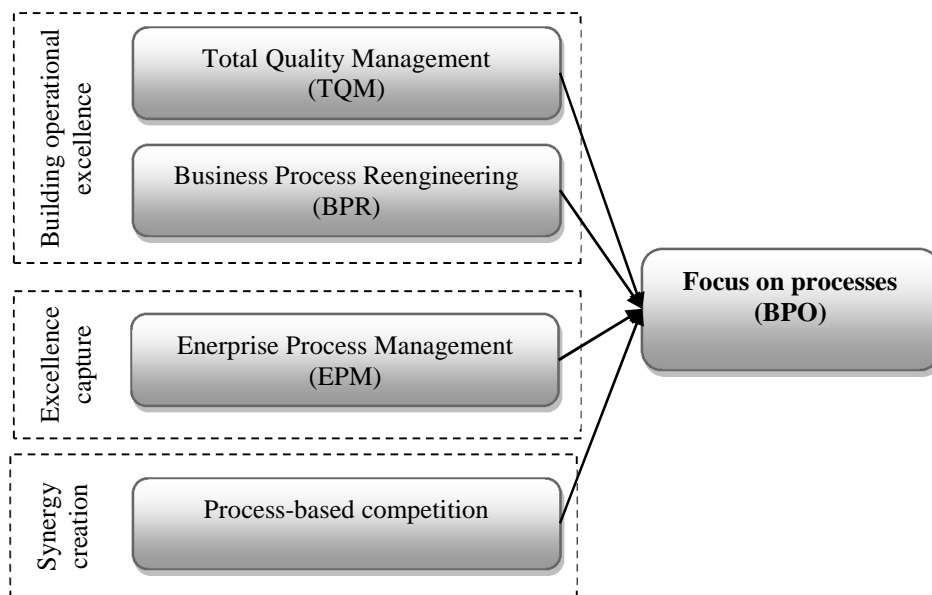 Building operational
excellence
Total Quality Management
(TQM)
Business Process Reengineering
(BPR)
Focus on processes
(BPO)
Excellence
capture
Enerprise Process Management
(EPM)
Synergy
creation
Process-based competition